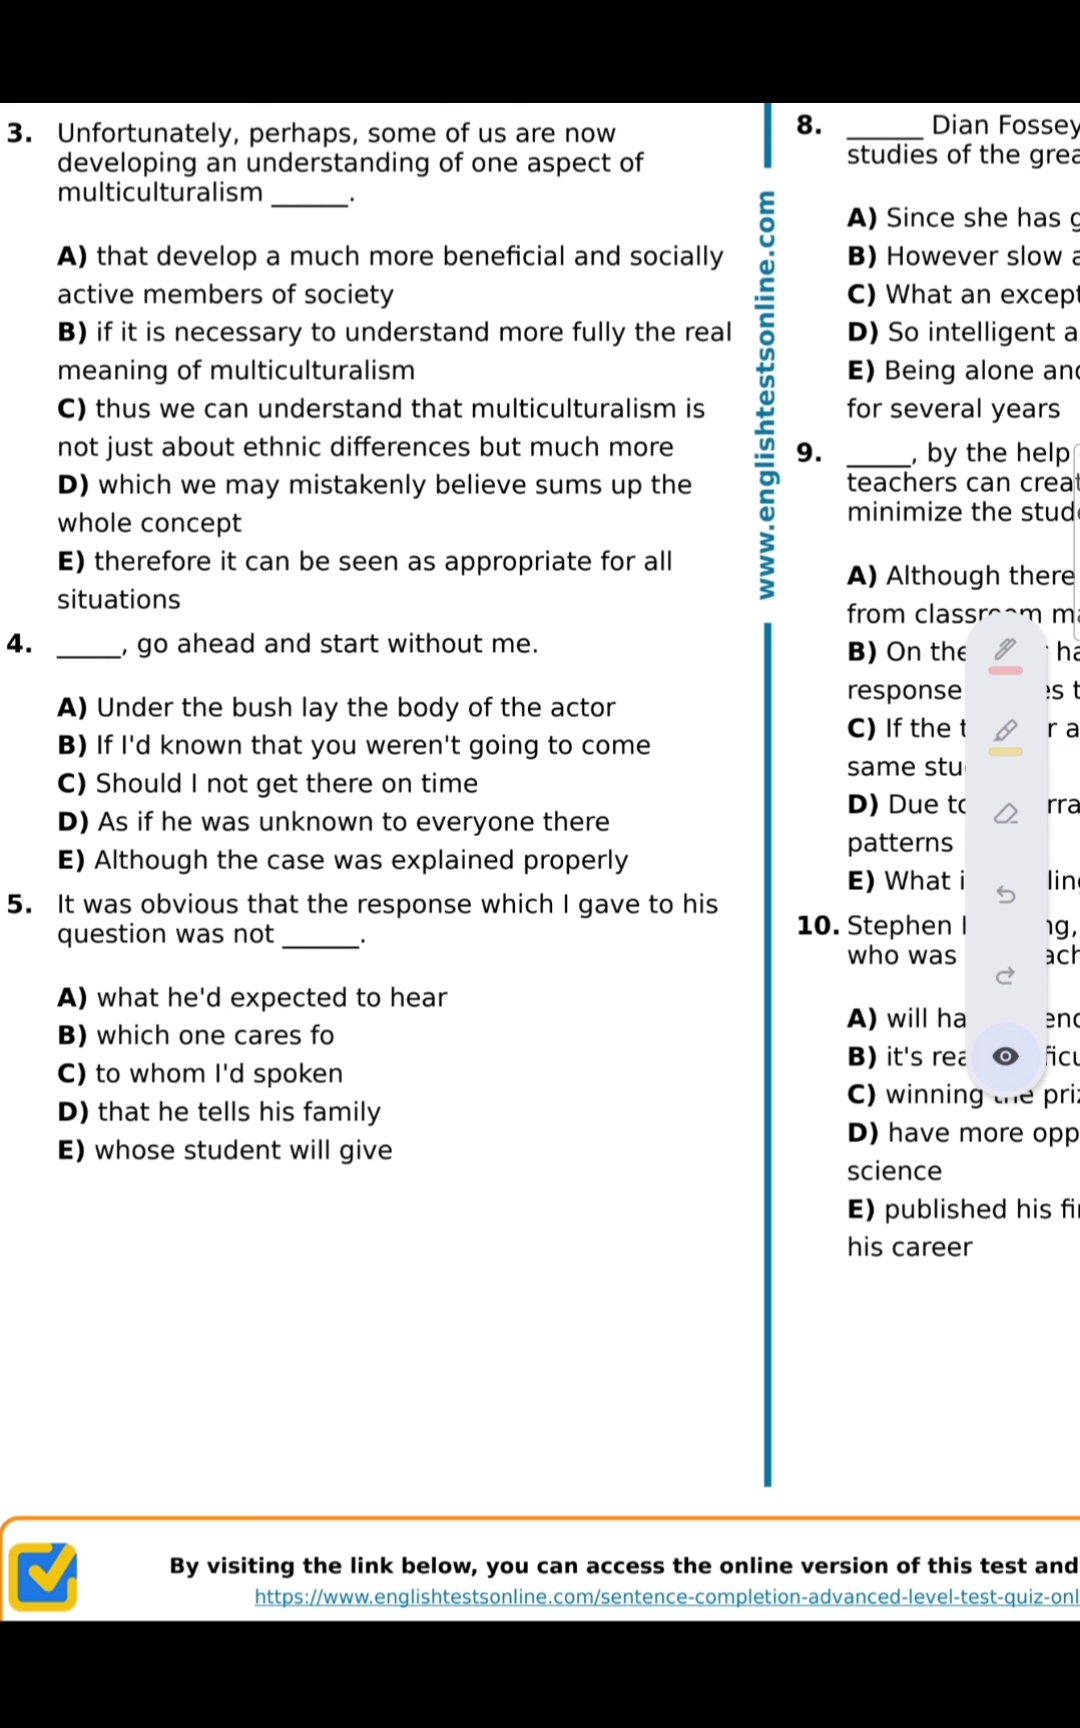 3. Unfortunately, perhaps, some of us are now
developing an understanding of one aspect of
multiculturalism ______.
A) that develop a much more beneficial and socially
active members of society
B) if it is necessary to understand more fully the real
meaning of multiculturalism
C) thus we can understand that multiculturalism is
not just about ethnic differences but much more
D) which we may mistakenly believe sums up the
whole concept
E) therefore it can be seen as appropriate for all
situations
4. _____, go ahead and start without me.
A) Under the bush lay the body of the actor
B) If I'd known that you weren't going to come
C) Should I not get there on time
D) As if he was unknown to everyone there
E) Although the case was explained properly
5. It was obvious that the response which I gave to his
question was not ______.
A) what he'd expected to hear
B) which one cares fo
C) to whom I'd spoken
D) that he tells his family
E) whose student will give
www.englishtestsonline.com
8. ______ Dian Fossey
studies of the
A) Since she has
B) However slow
C) What an
D) So intelligent
E) Being alone
for several years
9. _____, by the help
teachers can
minimize the
A) Although there
from
B) On the
response
C) If the
same
D) Due
patterns
E) What
10. Stephen
who was
A) will
B) it's
C) winning the
D) have more
science
E) published his
his career
By visiting the link below, you can access the online version of this test and
https://www.englishtestsonline.com/sentence-completion-advanced-level-test-quiz-onl